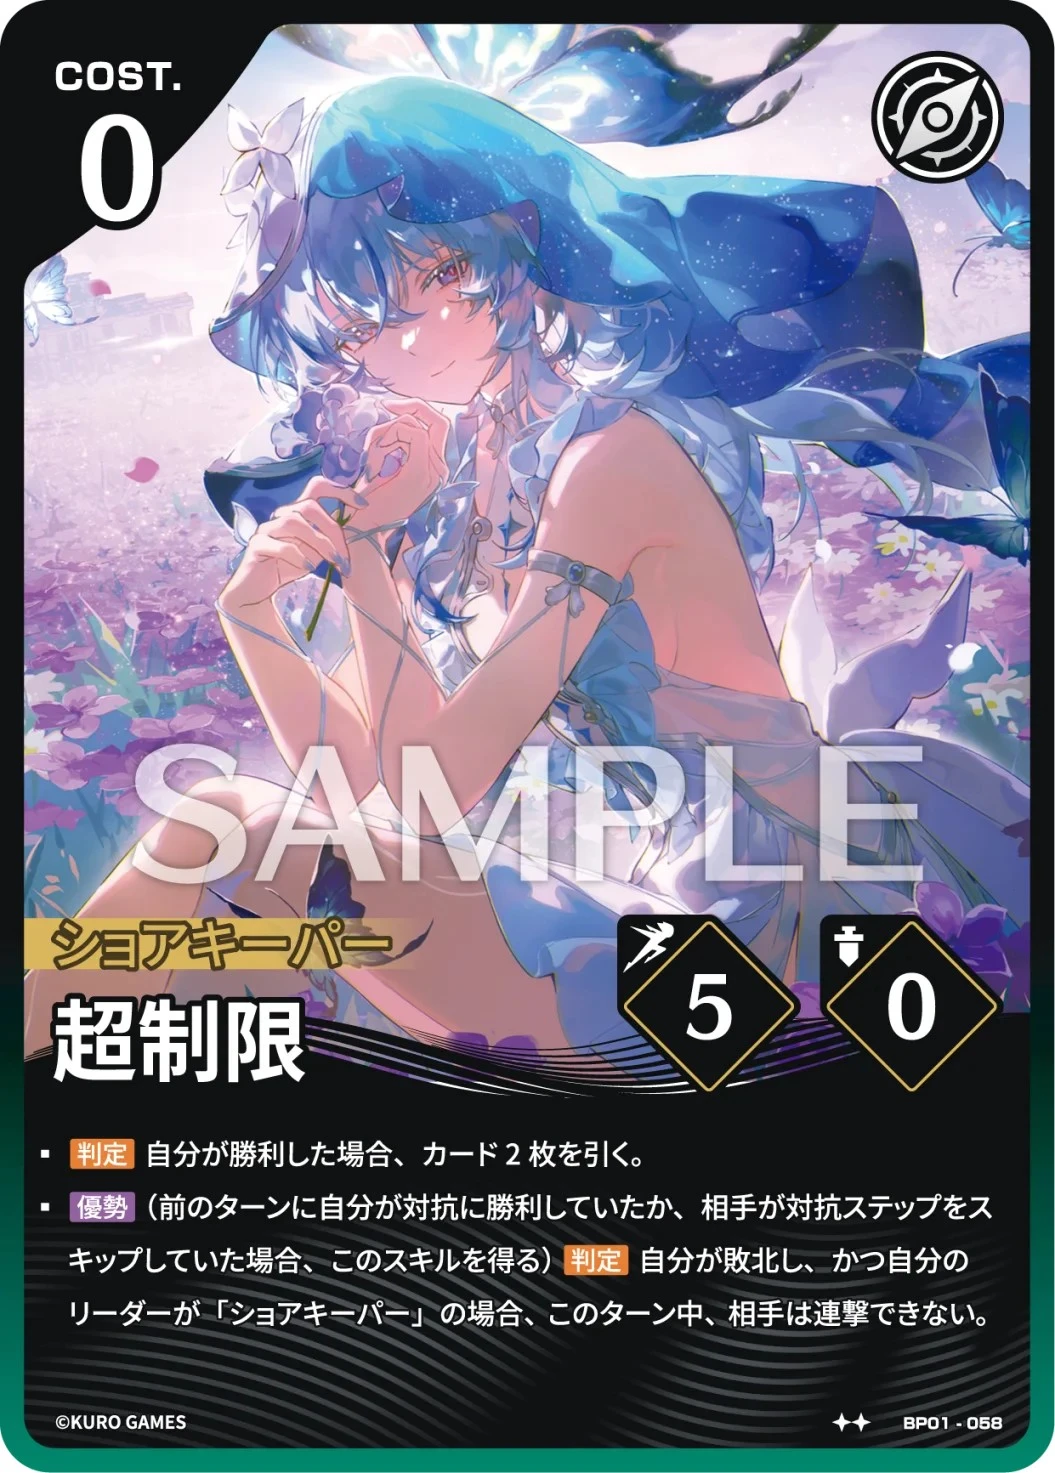 COST.
0
SAMPLE
ショアキーパー
超制限
5
0
▪ 判定 自分が勝利した場合、カード2枚を引く。
▪ 優勢（前のターンに自分が対抗に勝利していたか、相手が対抗ステップをス
キップしていた場合、このスキルを得る）判定 自分が敗北し、かつ自分の
リーダーが「ショアキーパー」の場合、このターン中、相手は連撃できない。
©KURO GAMES
BP01 - 058